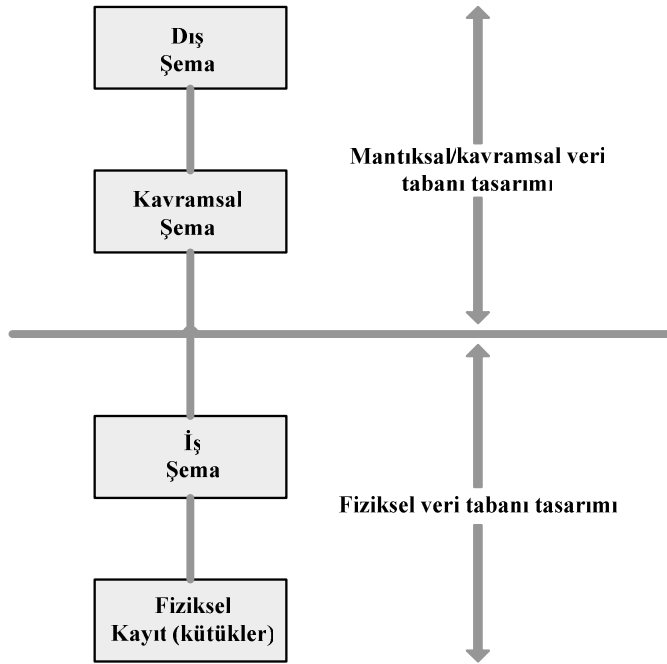 Dış
Şema
Mantıksal/kavramsal veri
tabanı tasarımı
Kavramsal
Şema
İş
Şema
Fiziksel veri tabanı tasarımı
Fiziksel
Kayıt (kütükler)